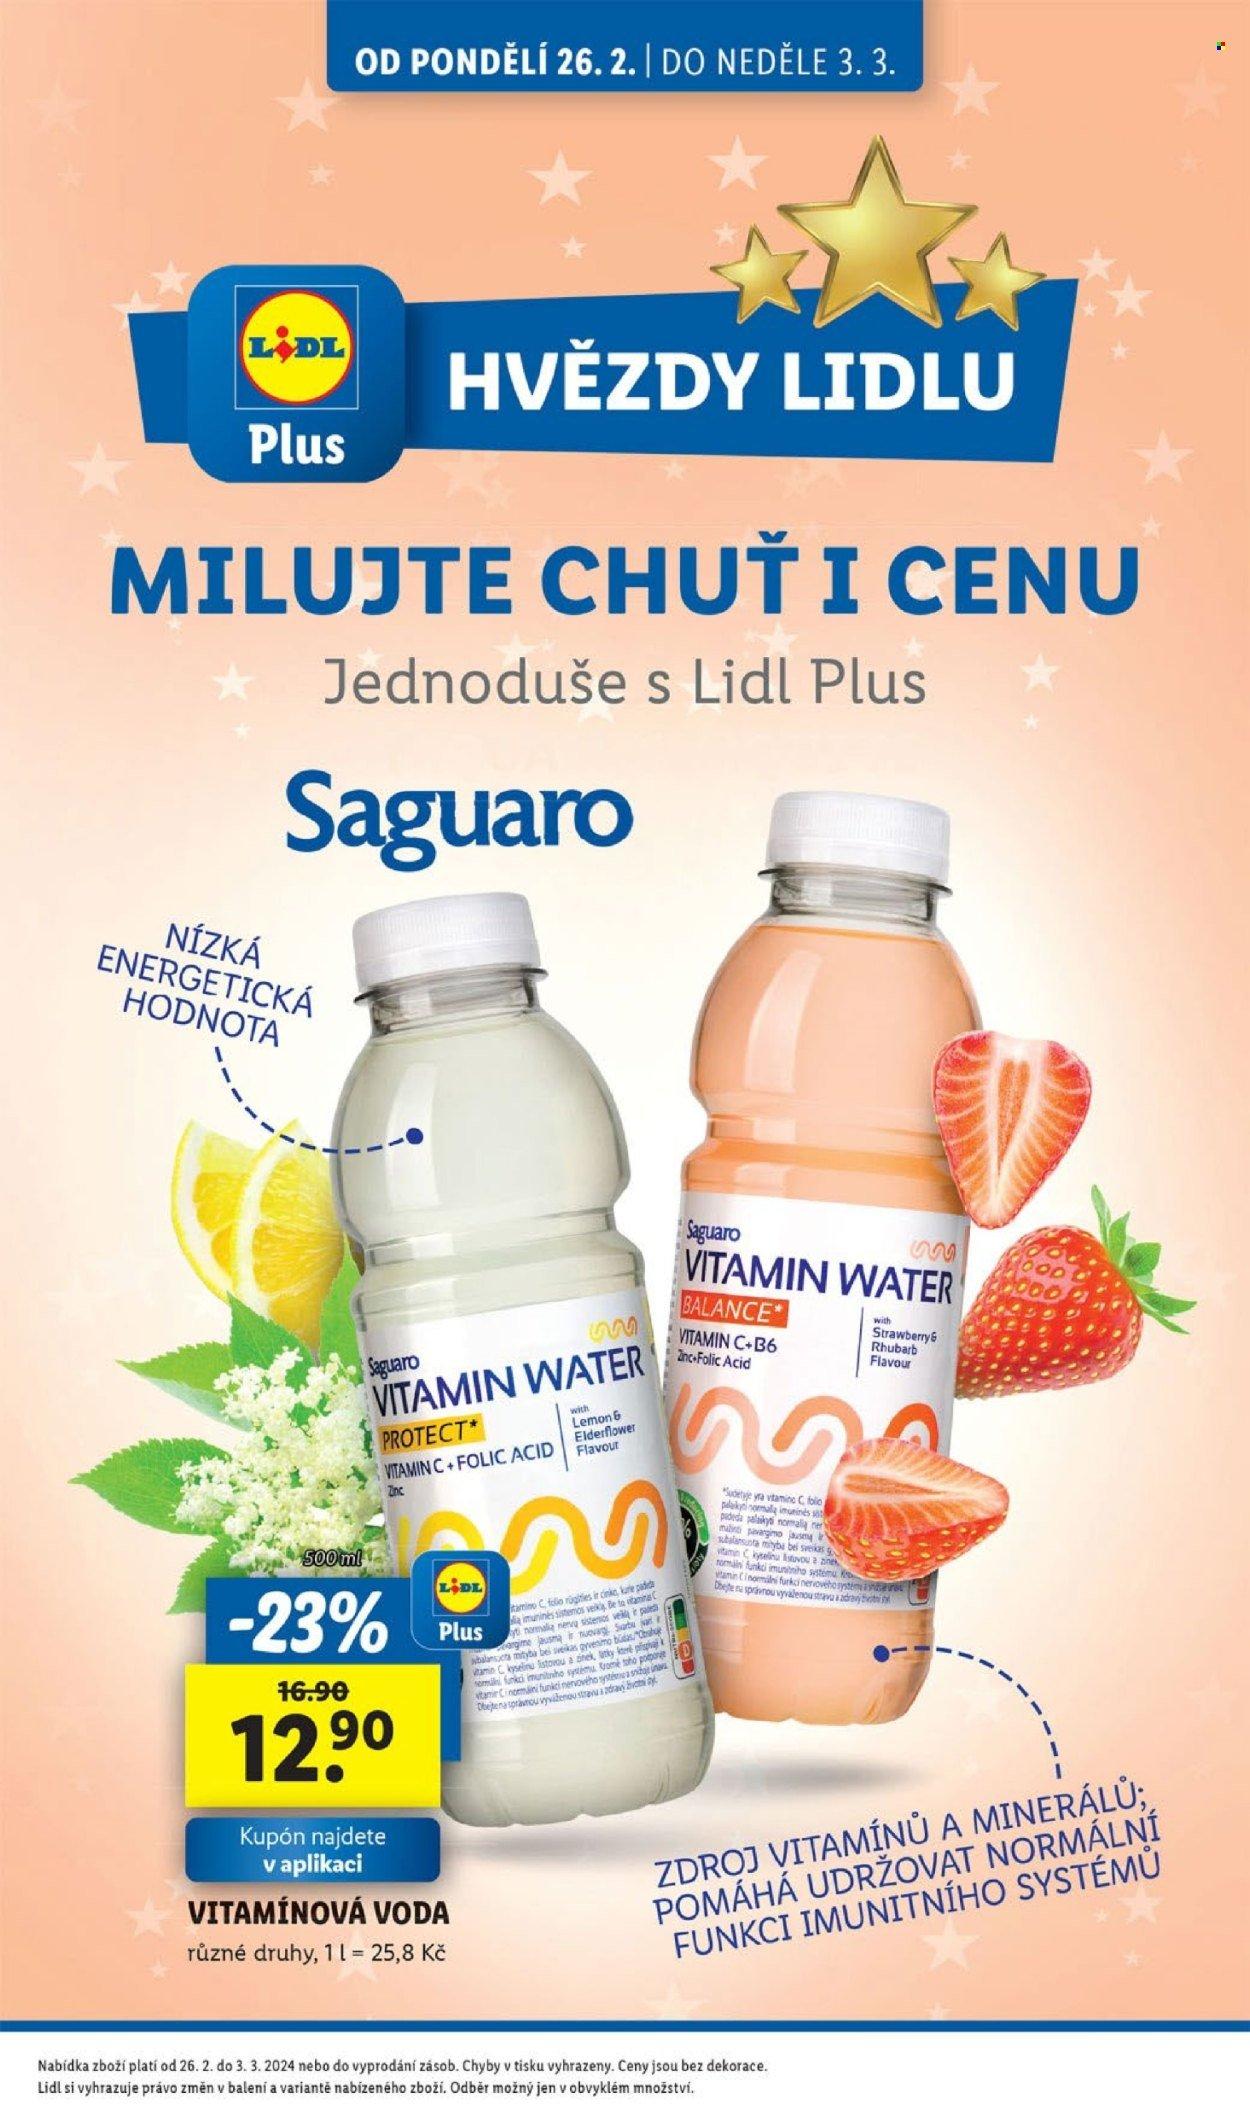 OD PONDĚLÍ 26. 2. | DO NEDĚLE 3. 3.
LIDL
Plus
HVĚZDY LIDLU
MILUJTE CHUŤ I CENU
Jednoduše s Lidl Plus
Saguaro
NÍZKÁ
ENERGETICKÁ
HODNOTA
Saguaro
VITAMIN WATER
BALANCE*
VITAMIN C+B6
Zinc+Folic Acid
with
Strawberry&
Rhubarb
Flavour
Saguaro
VITAMIN WATER
PROTECT*
VITAMIN C + FOLIC ACID
Zinc
with
Lemon&
Elderflower
Flavour
500 ml
-23%
LIDL
Plus
16.90
12.90
Kupón najdete
v aplikaci
VITAMÍNOVÁ VODA
různé druhy, 1 l = 25,8 Kč
ZDROJ VITAMÍNŮ A MINERÁLŮ;
POMÁHÁ UDRŽOVAT NORMÁLNÍ
FUNKCI IMUNITNÍHO SYSTÉMŮ
Nabídka zboží platí od 26. 2. do 3. 3. 2024 nebo do vyprodání zásob. Chyby v tisku vyhrazeny. Ceny jsou bez dekorace.
Lidl si vyhrazuje právo změn v balení a variantě nabízeného zboží. Odběr možný jen v obvyklém množství.